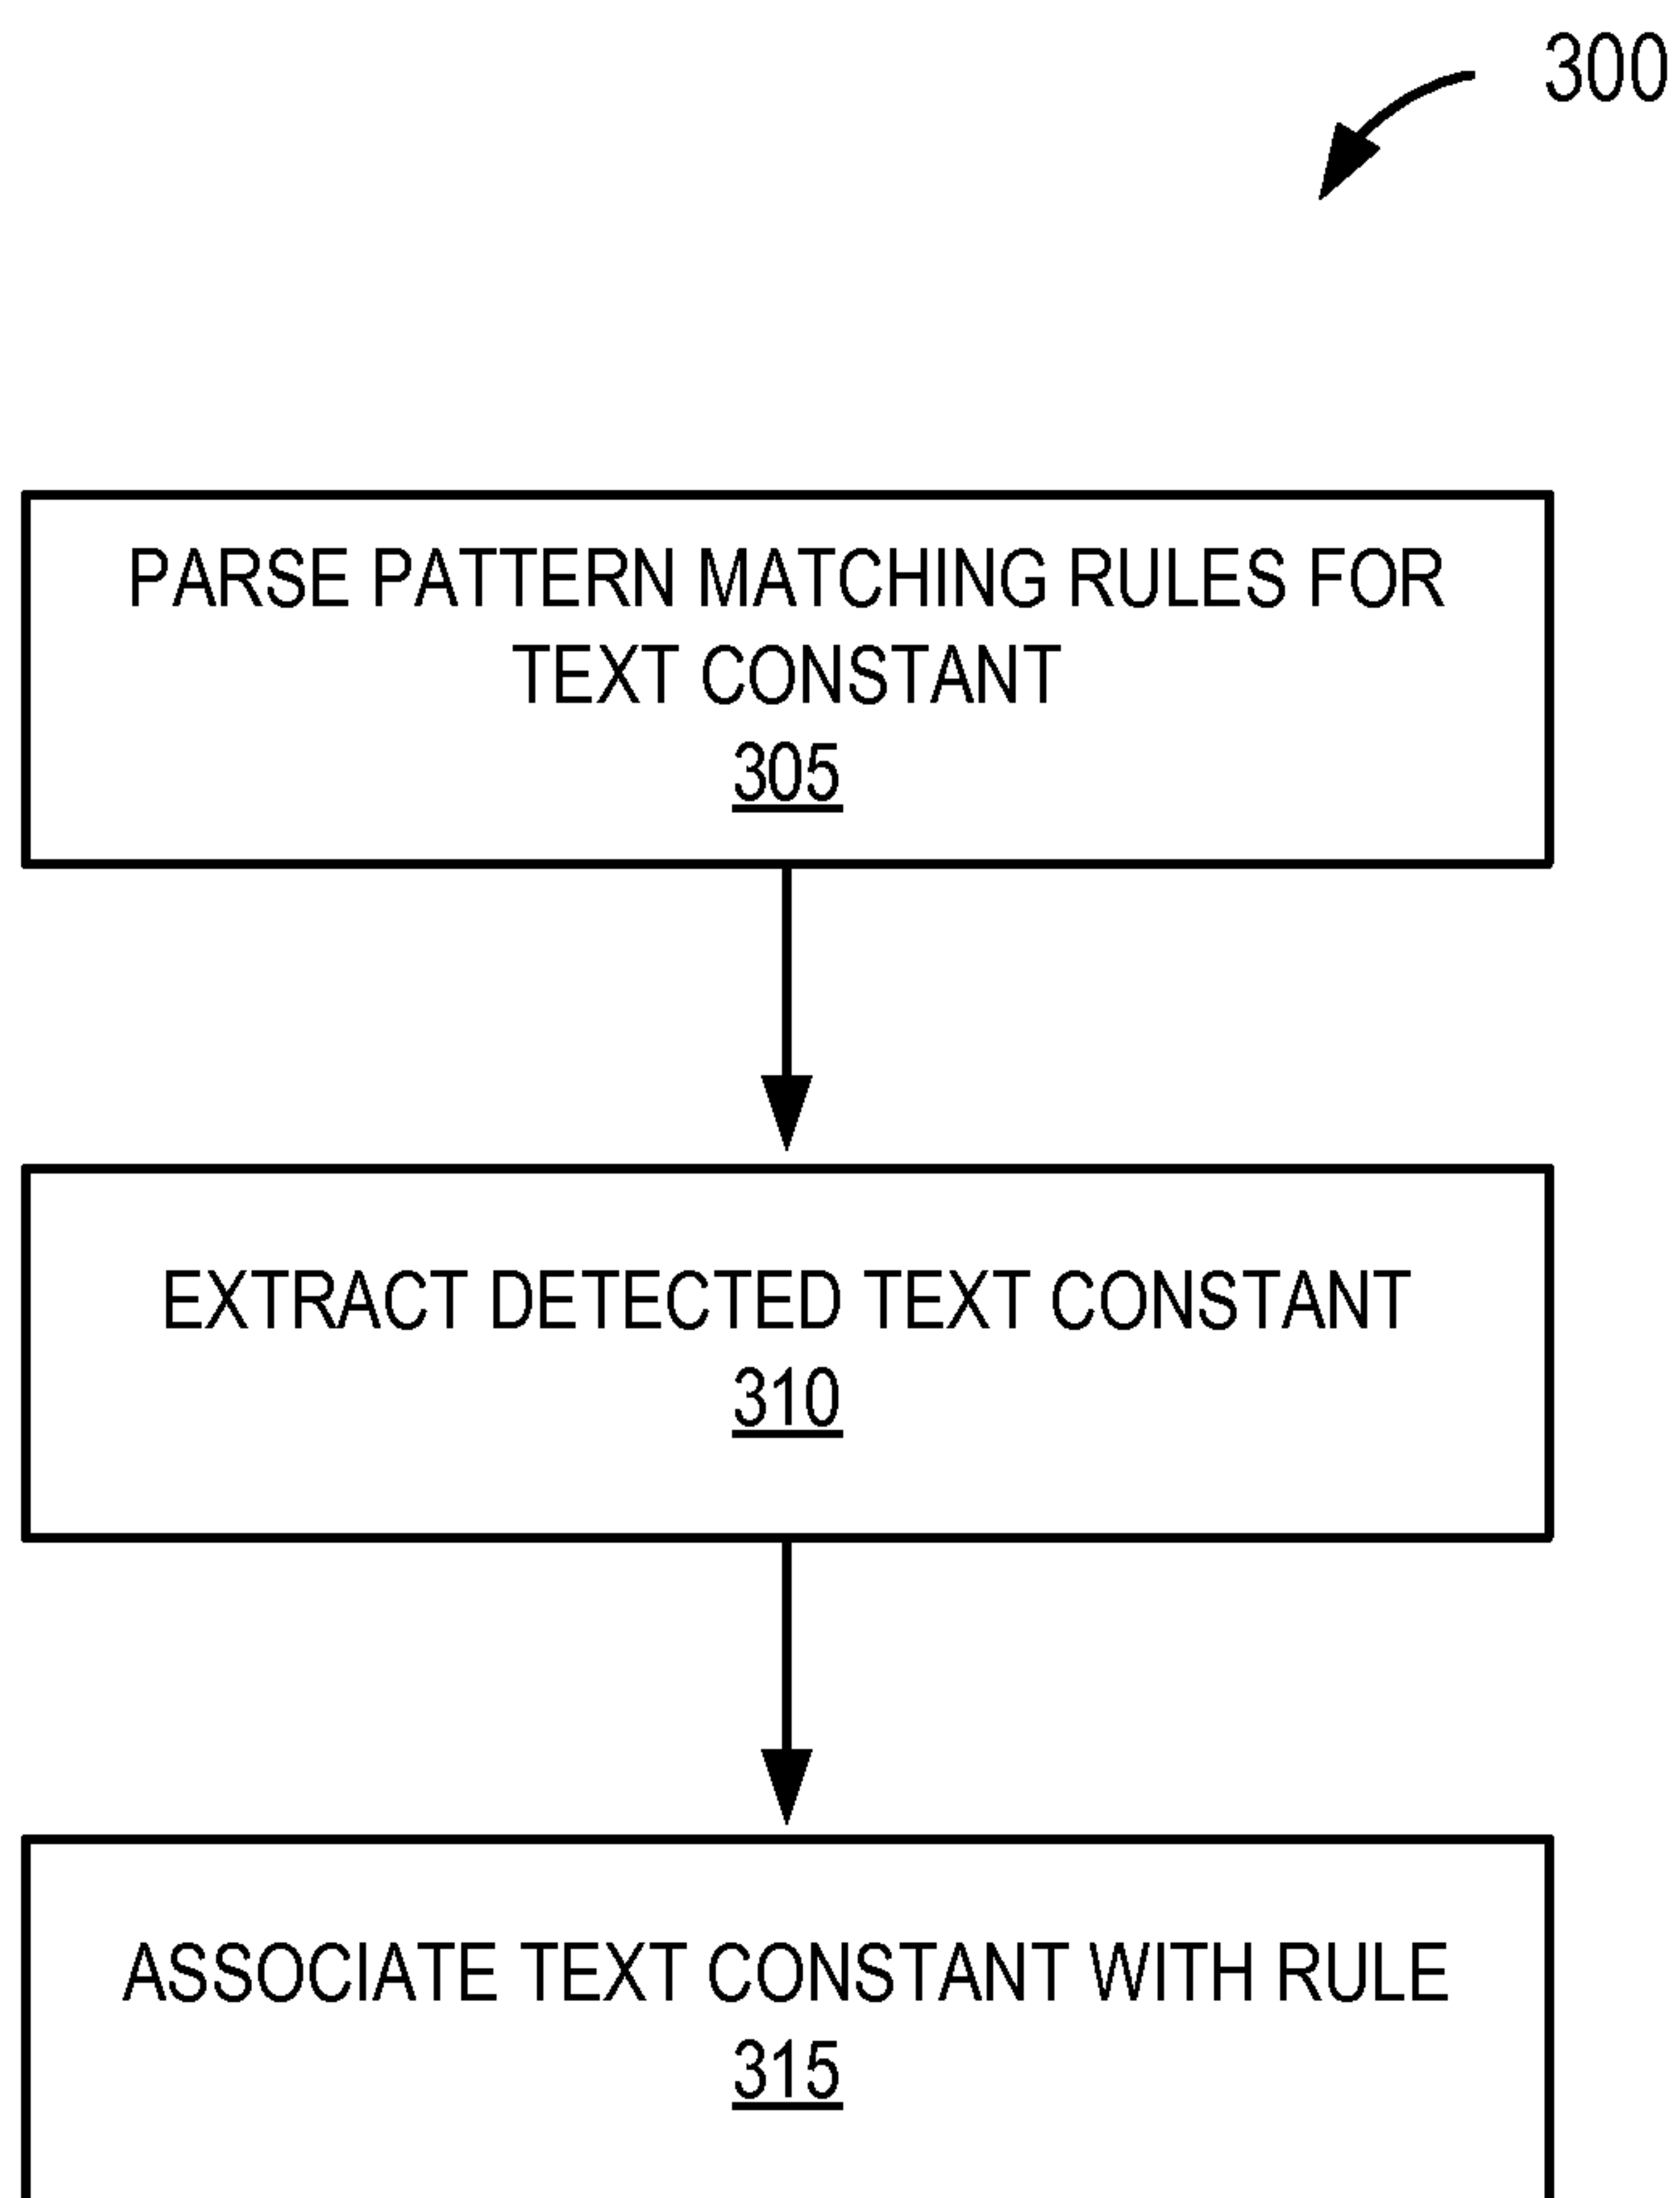 300
PARSE PATTERN MATCHING RULES FOR
TEXT CONSTANT
305
EXTRACT DETECTED TEXT CONSTANT
310
ASSOCIATE TEXT CONSTANT WITH RULE
315